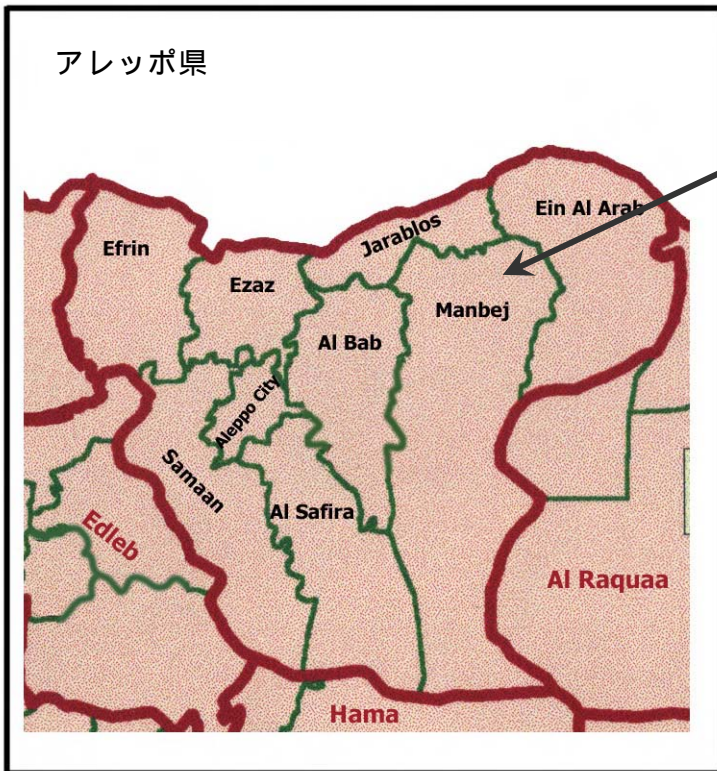 アレッポ県
Ein Al Arab
Jarablos
Efrin
Ezaz
Manbej
Al Bab
Aleppo City
Samaan
Al Safira
Edleb
Al Raquaa
Hama